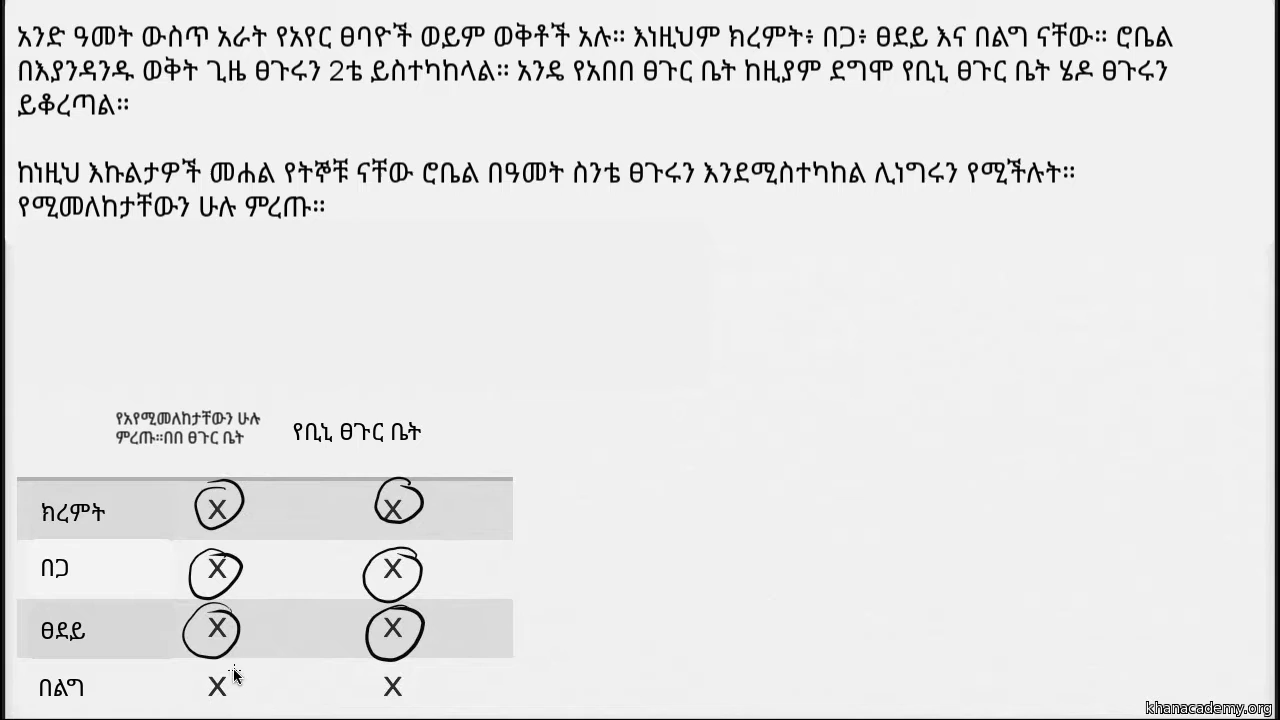 አንድ ዓመት ውስጥ አራት የአየር ፀባዮች ወይም ወቅቶች አሉ። እነዚህም ክረምት፥ በጋ፥ ፀደይ እና በልግ ናቸው። ሮቤል
በእያንዳንዱ ወቅት ጊዜ ፀጉሩን 2ቴ ይስተካከላል። አንዴ የአበበ ፀጉር ቤት ከዚያም ደግሞ የቢኒ ፀጉር ቤት ሄዶ ፀጉሩን
ይቆረጣል።
ከነዚህ እኩልታዎች መሐል የትኞቹ ናቸው ሮቤል በዓመት ስንቴ ፀጉሩን እንደሚስተካከል ሊነግሩን የሚችሉት።
የሚመለከታቸውን ሁሉ ምረጡ።
የአየሚመለከታቸውን ሁሉ
ምረጡ።በበ ፀጉር ቤት
የቢኒ ፀጉር ቤት
ክረምት X X
በጋ X X
ፀደይ X X
በልግ X X
khanacademy.org